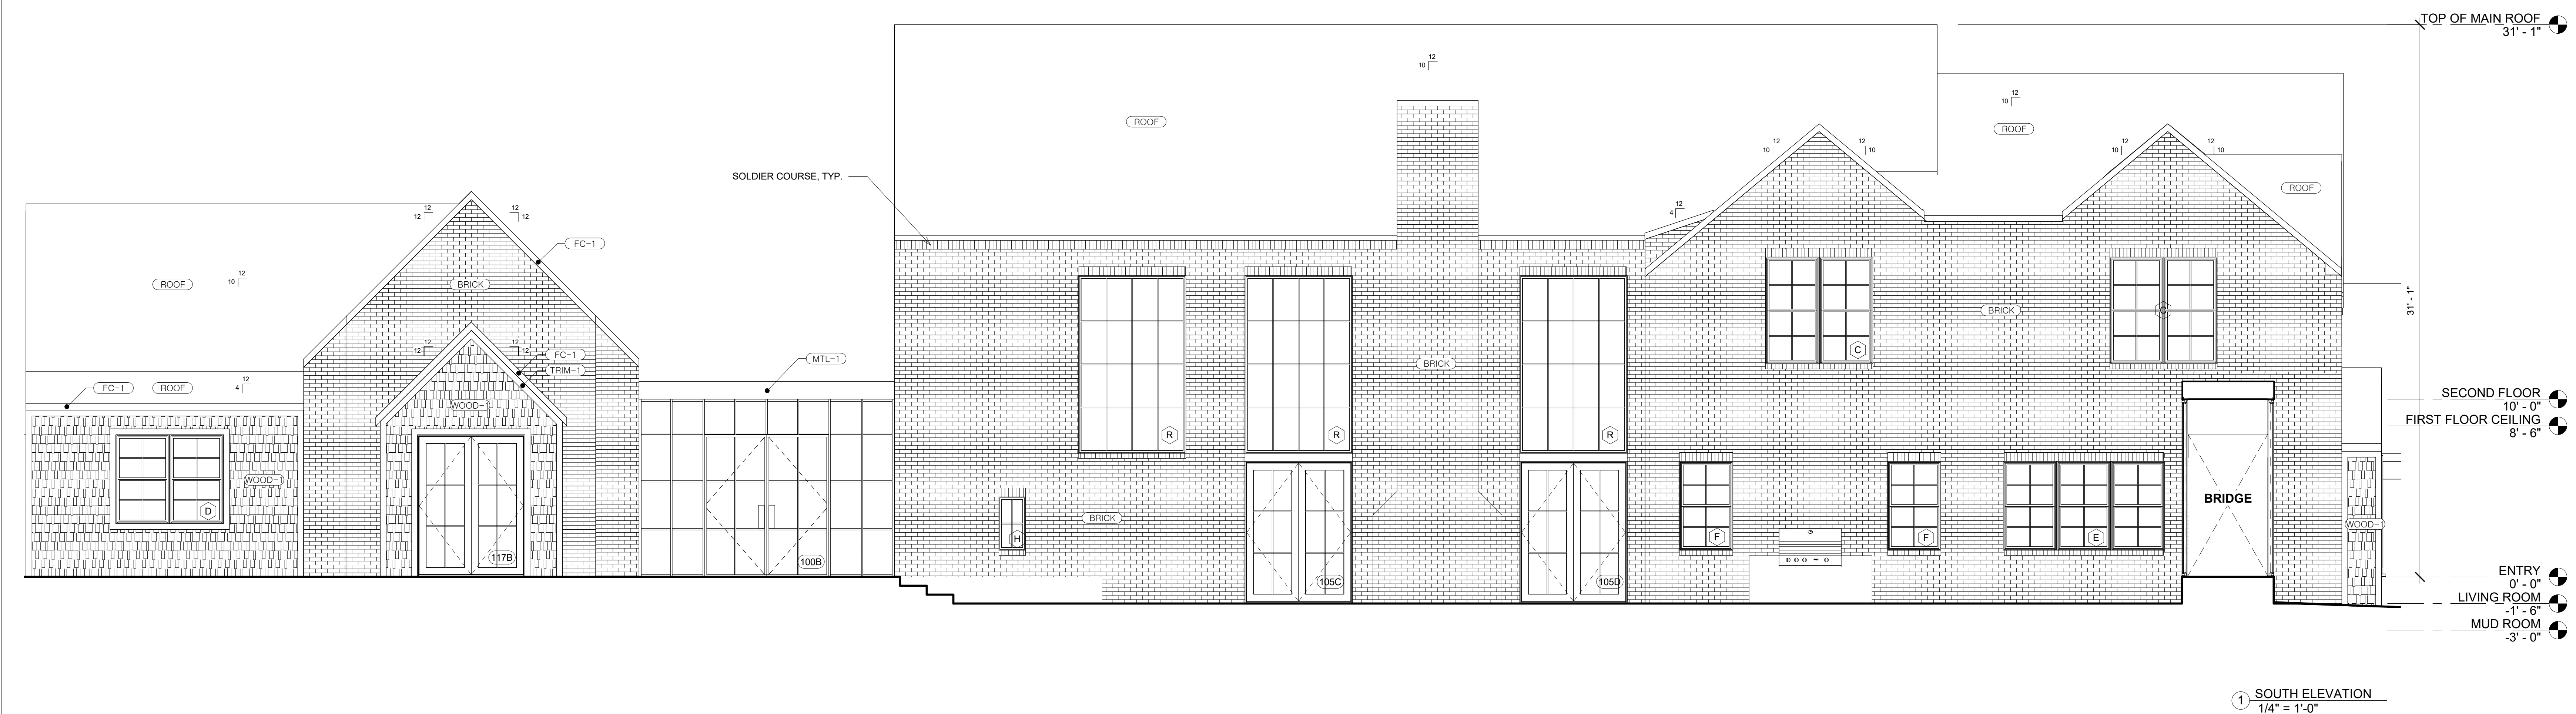 TOP OF MAIN ROOF
31' - 1"
12
10
ROOF
12
10
ROOF
12
10
12
10
12
10
12
10
SOLDIER COURSE, TYP.
ROOF
12
4
12
12
12
12
FC-1
12
10
ROOF
BRICK
31' - 1"
BRICK
C
C
12
12
12
12
FC-1
MTL-1
BRICK
TRIM-1
12
4
FC-1
ROOF
SECOND FLOOR
10' - 0"
WOOD-1
FIRST FLOOR CEILING
8' - 6"
R
R
R
WOOD-1
BRIDGE
D
BRICK
WOOD-1
H
F
F
E
117B
100B
105C
105D
ENTRY
0' - 0"
LIVING ROOM
-1' - 6"
MUD ROOM
-3' - 0"
1
SOUTH ELEVATION
1/4" = 1'-0"